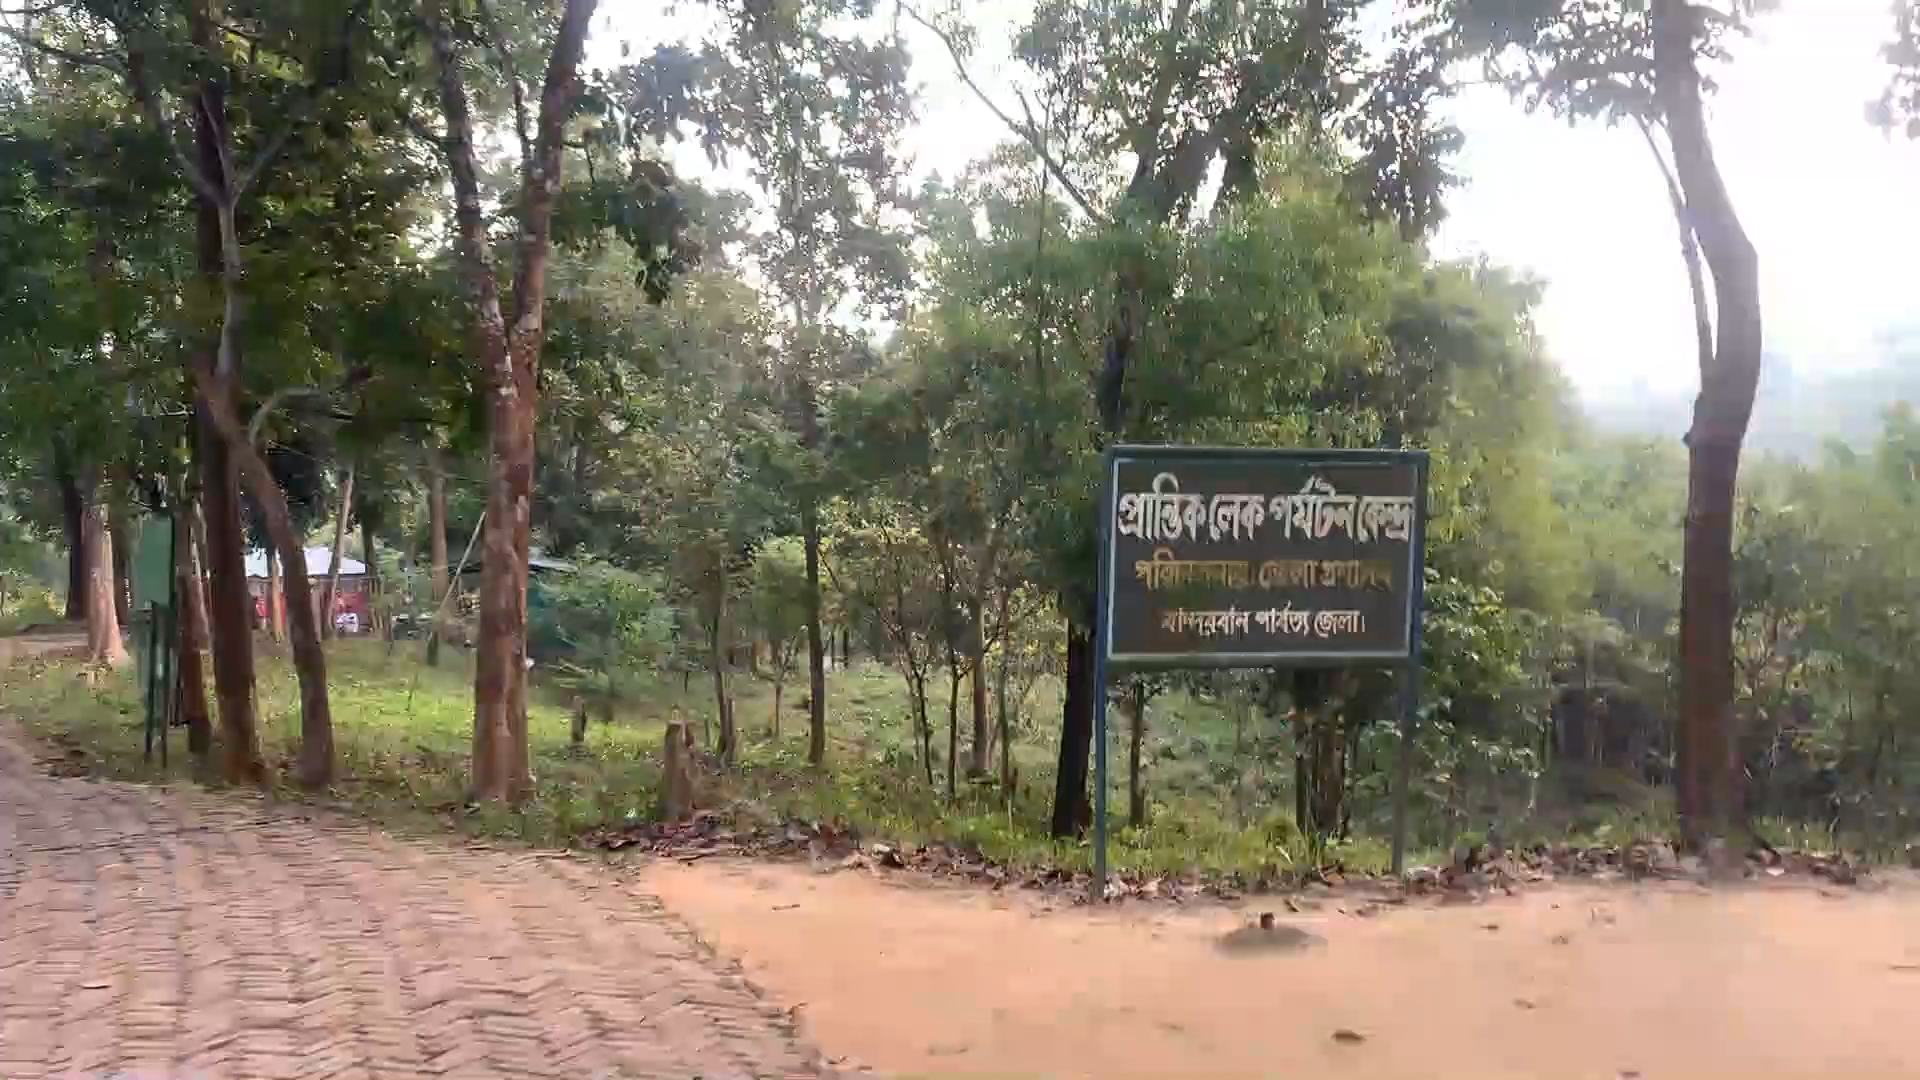 প্রান্তিক লেক পর্যটন কেন্দ্র
পরিচালনায়: জেলা প্রশাসন
বান্দরবান পার্বত্য জেলা।